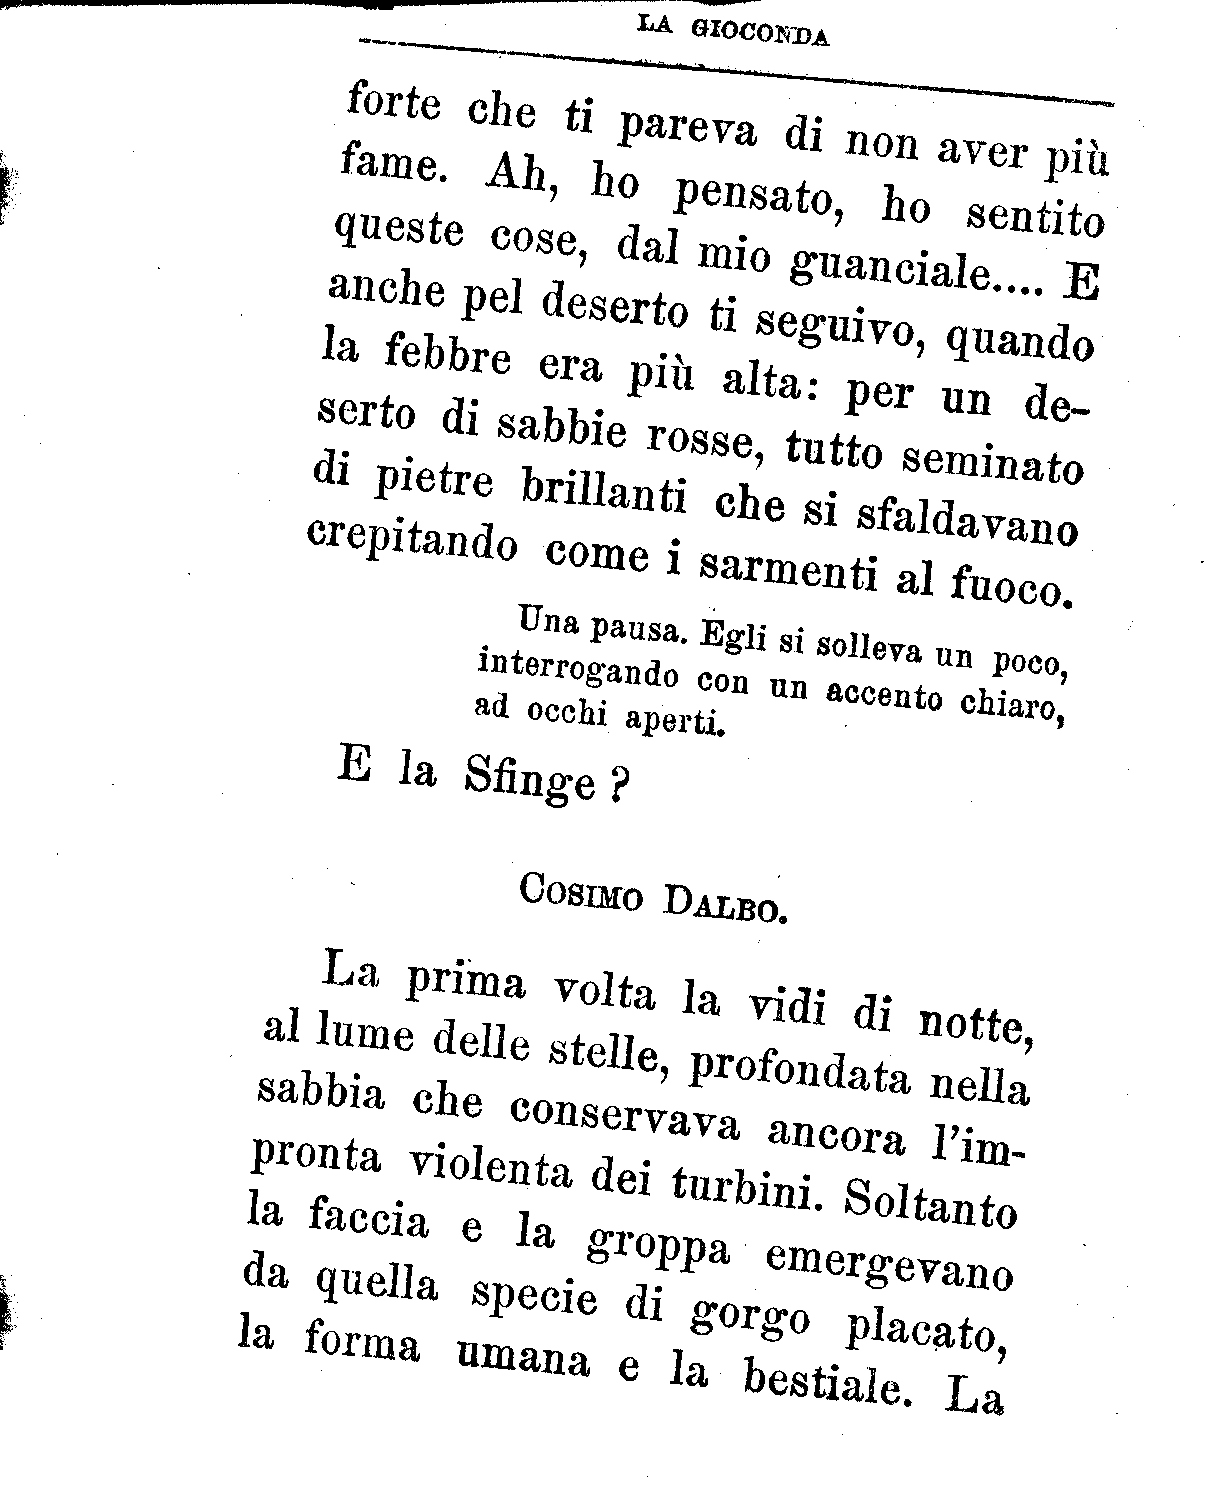 LA GIOCONDA
forte che ti pareva di non aver più
fame. Ah, ho pensato, ho sentito
queste cose, dal mio guanciale.... E
anche pel deserto ti seguivo, quando
la febbre era più alta: per un de-
serto di sabbie rosse, tutto seminato
di pietre brillanti che si sfaldavano
crepitando come i sarmenti al fuoco.
Una pausa. Egli si solleva un poco,
interrogando con un accento chiaro,
ad occhi aperti.
E la Sfinge?
COSIMO DALBO.
La prima volta la vidi di notte,
al lume delle stelle, profondata nella
sabbia che conservava ancora l'im-
pronta violenta dei turbini. Soltanto
la faccia e la groppa emergevano
da quella specie di gorgo placato,
la forma umana e la bestiale. La